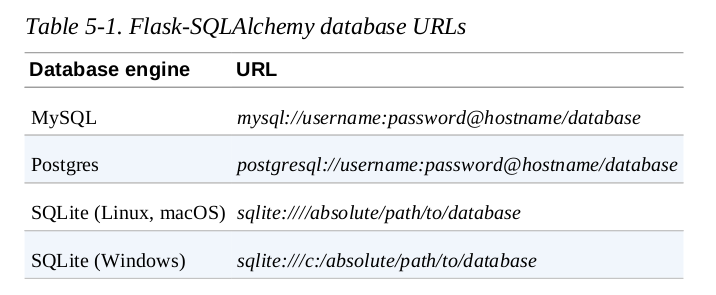 Table 5-1. Flask-SQLAlchemy database URLs
Database engine URL
MySQL mysql://username:password@hostname/database
Postgres postgresql://username:password@hostname/database
SQLite (Linux, macOS) sqlite:////absolute/path/to/database
SQLite (Windows) sqlite:///c:/absolute/path/to/database